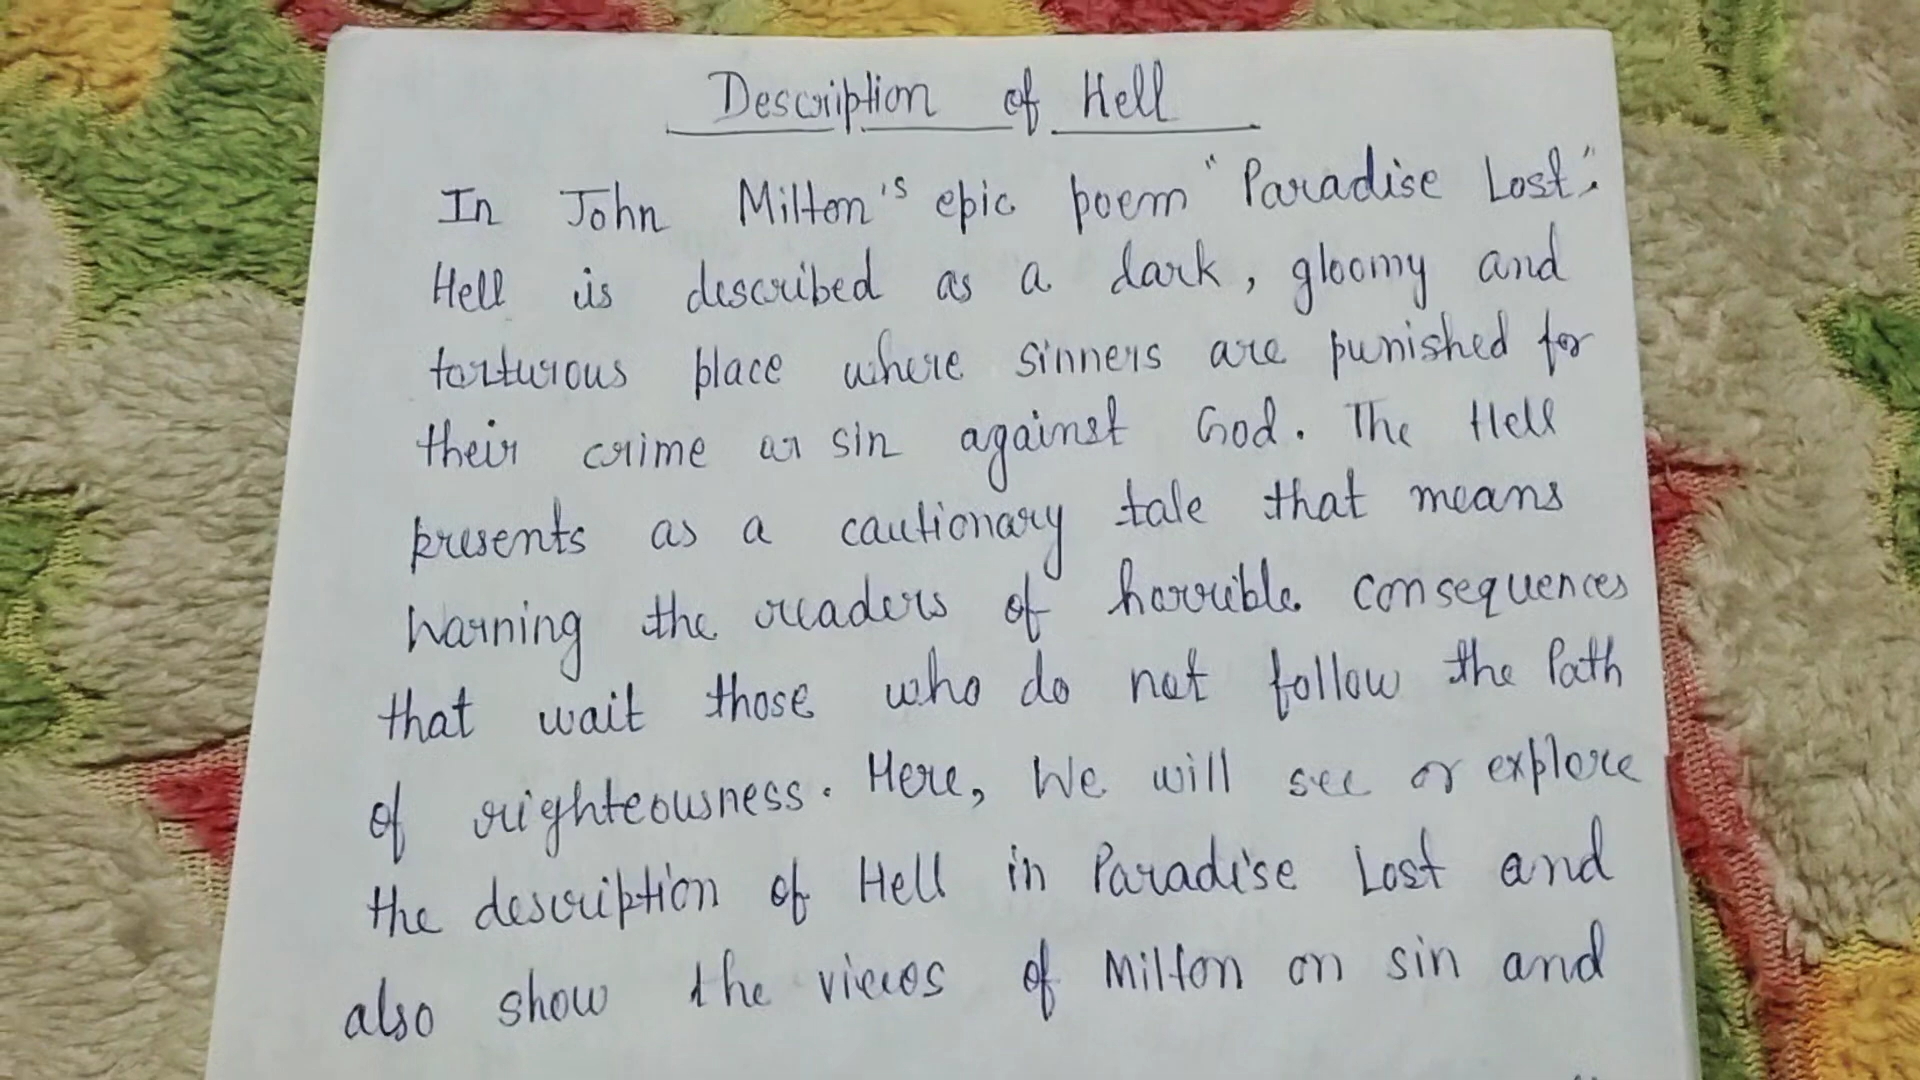 Description of Hell
In John Milton's epic poem "Paradise Lost".
Hell is described as a dark, gloomy and
torturous place where sinners are punished for
their crime or sin against God. The Hell
presents as a cautionary tale that means
Warning the readers of horrible consequences
that wait those who do not follow the Path
of righteousness. Here, We will see or explore
the description of Hell in Paradise Lost and
also show the views of Milton on sin and